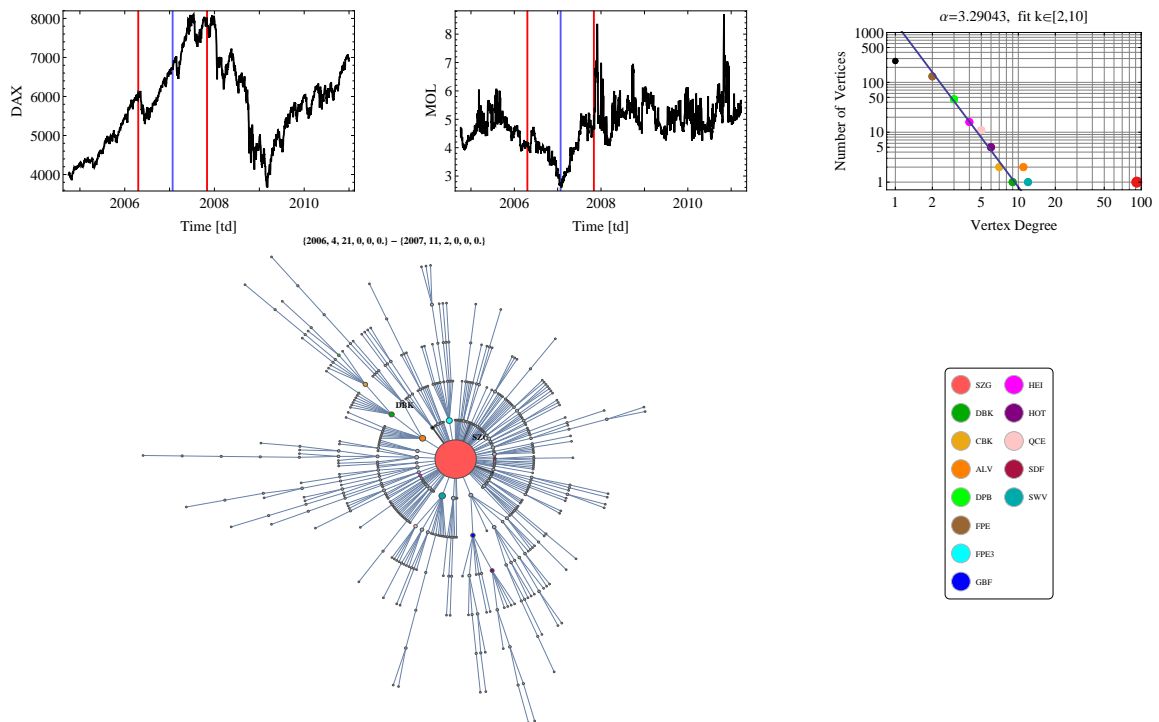 DAX
8000
7000
6000
5000
4000
2006
2008
2010
Time [td]
MOL
8
7
6
5
4
3
2006
2008
2010
Time [td]
α=3.29043, fit k∈[2,10]
Number of Vertices
1000
500
100
50
10
5
1
1
2
5
10
20
50
100
Vertex Degree
{2006, 4, 21, 0, 0, 0.} – {2007, 11, 2, 0, 0, 0.}
DBK
SZG
SZG
DBK
CBK
ALV
DPB
FPE
FPE3
GBF
HEI
HOT
QCE
SDF
SWV